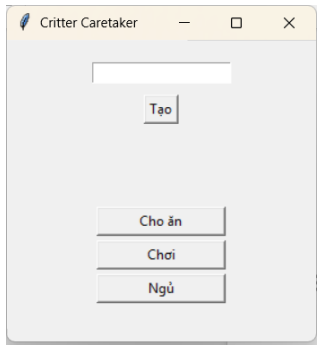 Critter Caretaker
Tạo
Cho ăn
Chơi
Ngủ